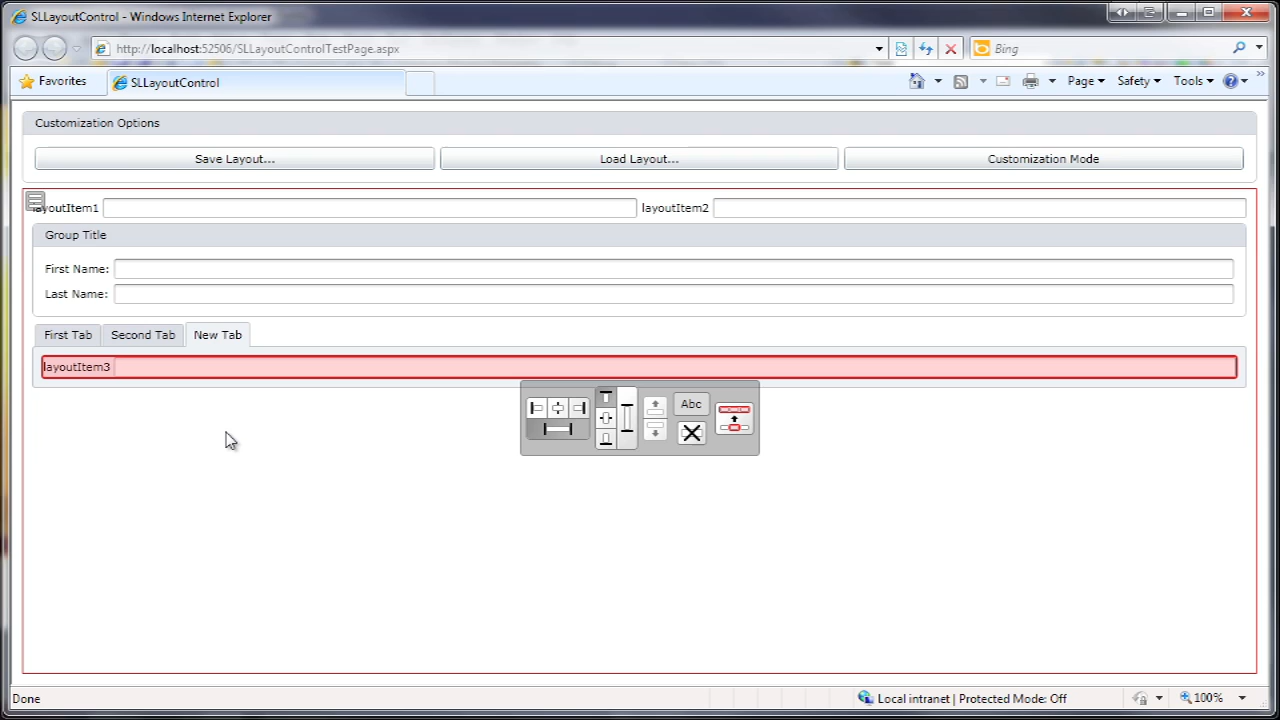 SLLayoutControl - Windows Internet Explorer
http://localhost:52506/SLLayoutControlTestPage.aspx
Bing
Favorites
SLLayoutControl
Page
Safety
Tools
Customization Options
Save Layout...
Load Layout...
Customization Mode
layoutItem1
layoutItem2
Group Title
First Name:
Last Name:
First Tab
Second Tab
New Tab
layoutItem3
Abc
Done
Local intranet | Protected Mode: Off
100%